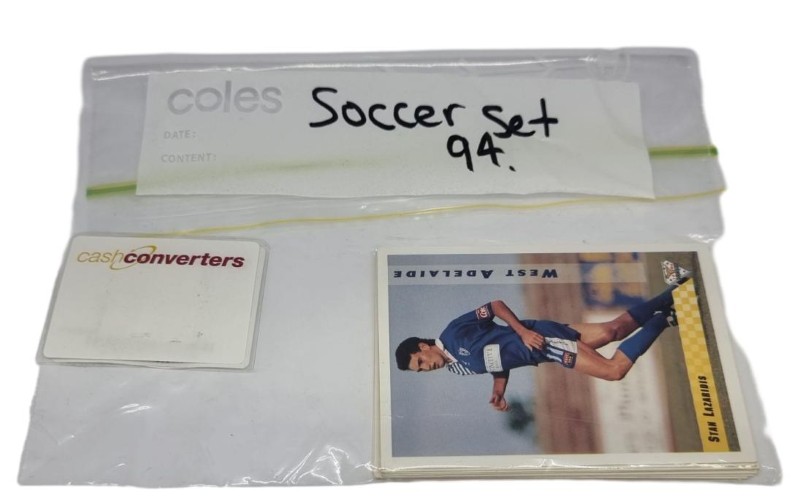 coles
DATE:
CONTENT:
Soccer Set
94.
cashconverters
WEST ADELAIDE
STAN LAZARIDIS